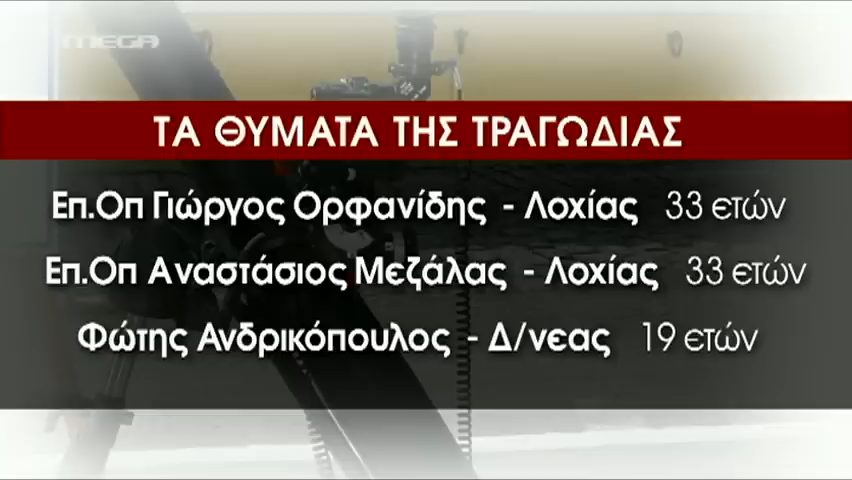 MEGA
ΤΑ ΘΥΜΑΤΑ ΤΗΣ ΤΡΑΓΩΔΙΑΣ
Επ.Οπ Γιώργος Ορφανίδης - Λοχίας 33 ετών
Επ.Οπ Αναστάσιος Μεζάλας - Λοχίας 33 ετών
Φώτης Ανδρικόπουλος - Δ/νεας 19 ετών